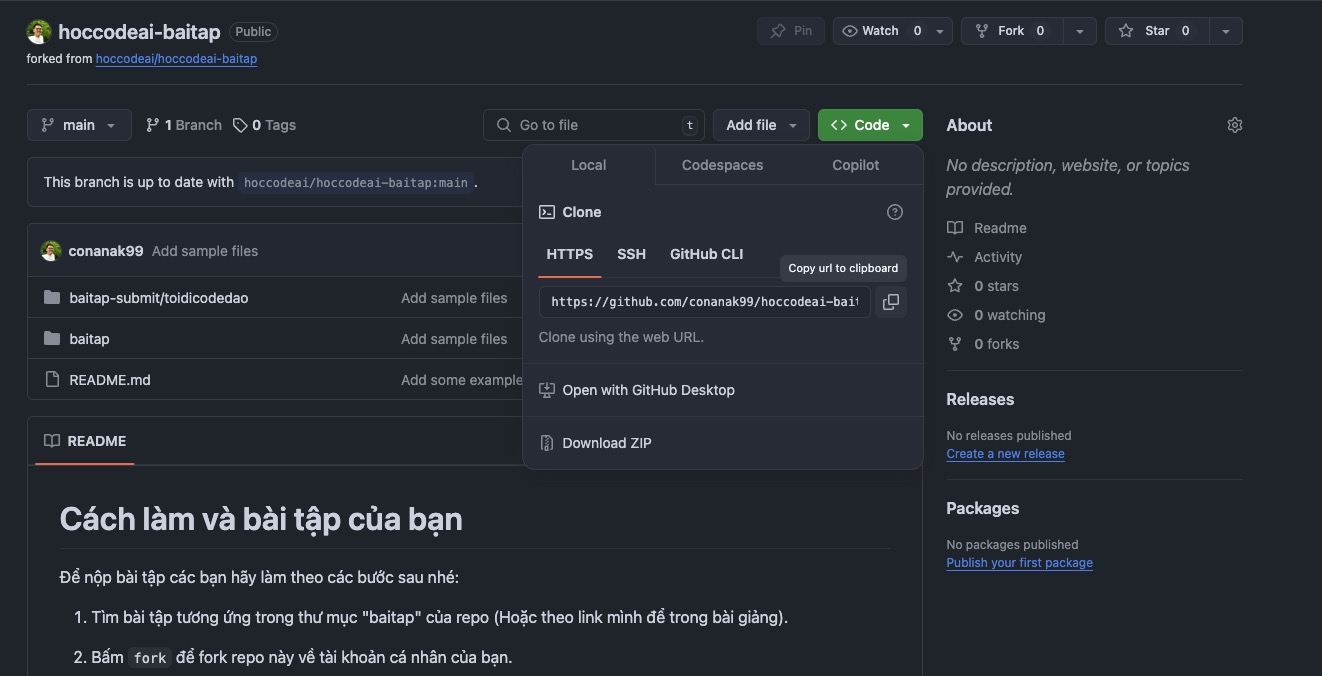 hoccodeai-baitap Public
Pin Watch 0 Fork 0 Star 0
forked from hoccodeai/hoccodeai-baitap
main 1 Branch 0 Tags
Go to file t Add file Code
This branch is up to date with hoccodeai/hoccodeai-baitap:main .
conanak99 Add sample files
baitap-submit/toidicodedao Add sample files
baitap Add sample files
README.md Add some example
Local Codespaces Copilot
Clone
HTTPS SSH GitHub CLI
Copy url to clipboard
https://github.com/conanak99/hoccodeai-bait
Clone using the web URL.
Open with GitHub Desktop
Download ZIP
README
Cách làm và bài tập của bạn
Để nộp bài tập các bạn hãy làm theo các bước sau nhé:
1. Tìm bài tập tương ứng trong thư mục "baitap" của repo (Hoặc theo link mình để trong bài giảng).
2. Bấm fork để fork repo này về tài khoản cá nhân của bạn.
About
No description, website, or topics
provided.
Readme
Activity
0 stars
0 watching
0 forks
Releases
No releases published
Create a new release
Packages
No packages published
Publish your first package